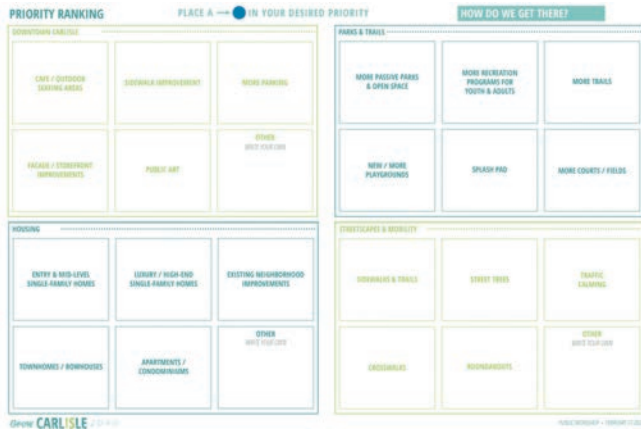 PRIORITY RANKING
PLACE A → IN YOUR DESIRED PRIORITY
HOW DO WE GET THERE?
DOWNTOWN CARLISLE
CAFE / OUTDOOR
SEATING AREAS
SIDEWALK IMPROVEMENT
MORE PARKING
FACADE / STOREFRONT
IMPROVEMENTS
PUBLIC ART
OTHER
WRITE YOUR OWN
PARKS & TRAILS
MORE PASSIVE PARKS
& OPEN SPACE
MORE RECREATION
PROGRAMS FOR
YOUTH & ADULTS
MORE TRAILS
NEW / MORE
PLAYGROUNDS
SPLASH PAD
MORE COURTS / FIELDS
HOUSING
ENTRY & MID-LEVEL
SINGLE-FAMILY HOMES
LUXURY / HIGH-END
SINGLE-FAMILY HOMES
EXISTING NEIGHBORHOOD
IMPROVEMENTS
TOWNHOMES / ROWHOUSES
APARTMENTS /
CONDOMINIUMS
OTHER
WRITE YOUR OWN
STREETSCAPES & MOBILITY
SIDEWALKS & TRAILS
STREET TREES
TRAFFIC
CALMING
CROSSWALKS
ROUNDABOUTS
OTHER
WRITE YOUR OWN
Grow CARLISLE 2040
PUBLIC WORKSHOP